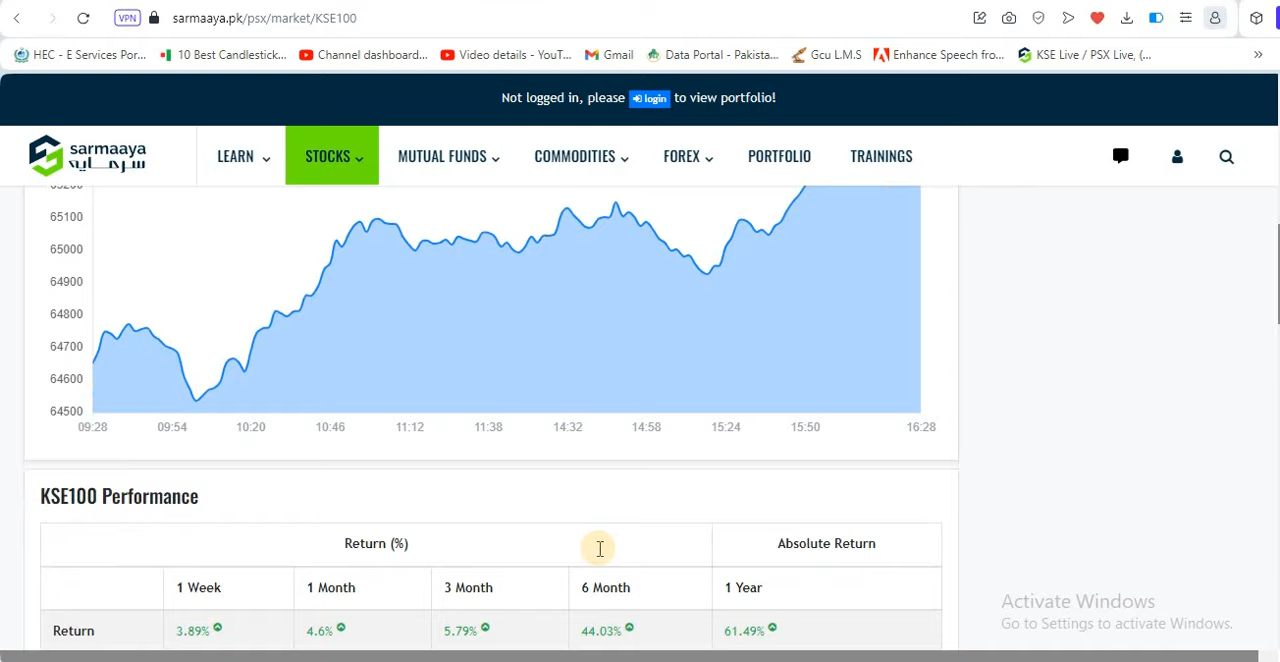 VPN sarmaaya.pk/psx/market/KSE100
HEC - E Services Por... 10 Best Candlestick... Channel dashboard... Video details - YouT... Gmail Data Portal - Pakista... Gcu L.M.S Enhance Speech fro... KSE Live / PSX Live, (... »
Not logged in, please login to view portfolio!
sarmaaya
سرمایہ
LEARN STOCKS MUTUAL FUNDS COMMODITIES FOREX PORTFOLIO TRAININGS
65200
65100
65000
64900
64800
64700
64600
64500
09:28 09:54 10:20 10:46 11:12 11:38 14:32 14:58 15:24 15:50 16:28
KSE100 Performance
Return (%) Absolute Return
1 Week 1 Month 3 Month 6 Month 1 Year
Return 3.89% 4.6% 5.79% 44.03% 61.49%
Activate Windows
Go to Settings to activate Windows.